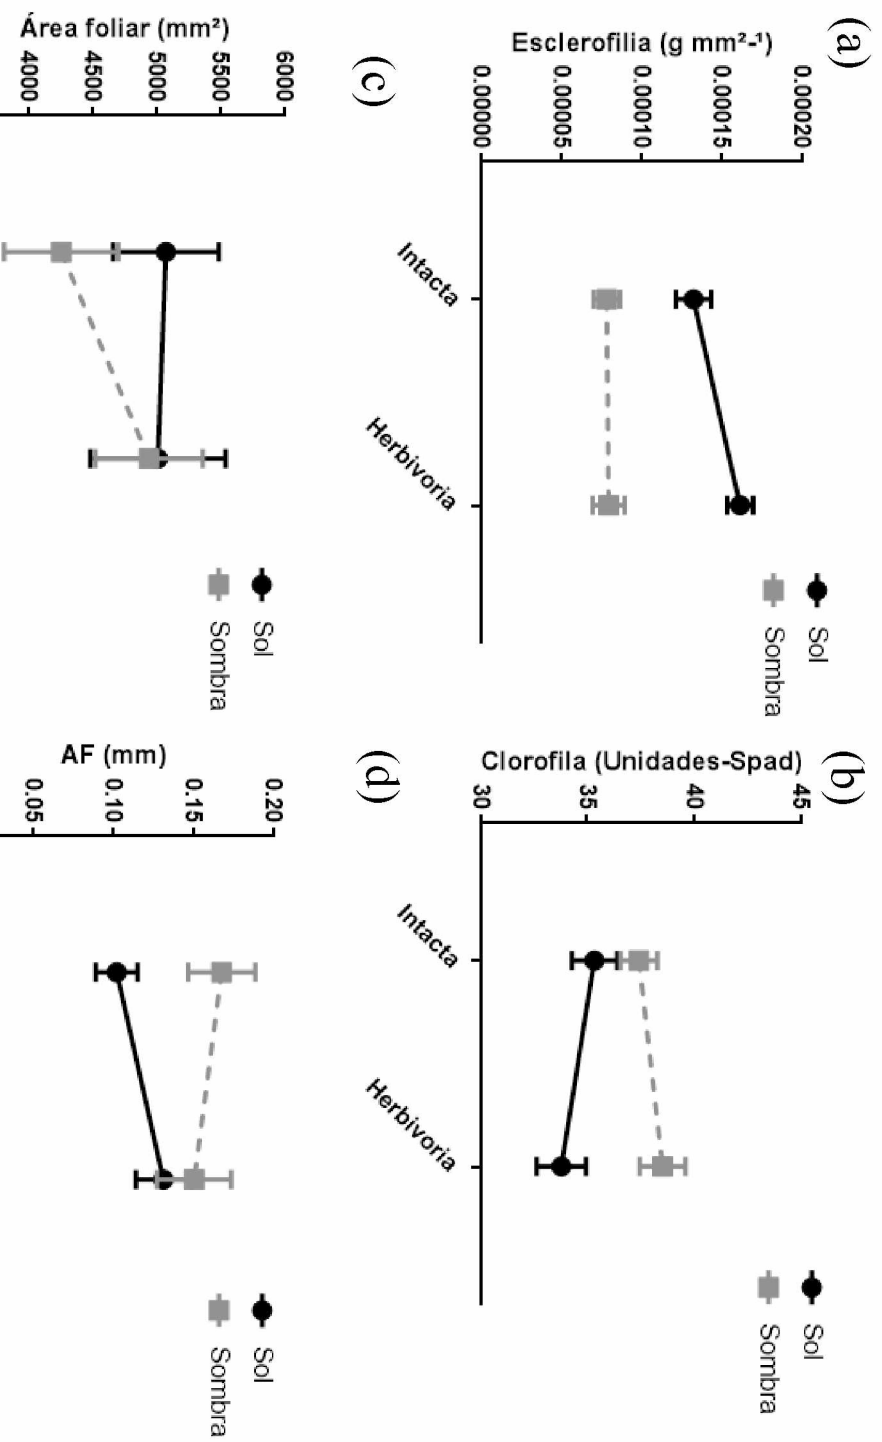 (a)
Esclerofilia (g mm²-¹)
0.00020
0.00015
0.00010
0.00005
0.00000
Intacta
Herbivoria
Sol
Sombra
(b)
Clorofila (Unidades-Spad)
45
40
35
30
Intacta
Herbivoria
Sol
Sombra
(c)
Área foliar (mm²)
6000
5500
5000
4500
4000
Sol
Sombra
(d)
AF (mm)
0.20
0.15
0.10
0.05
Sol
Sombra